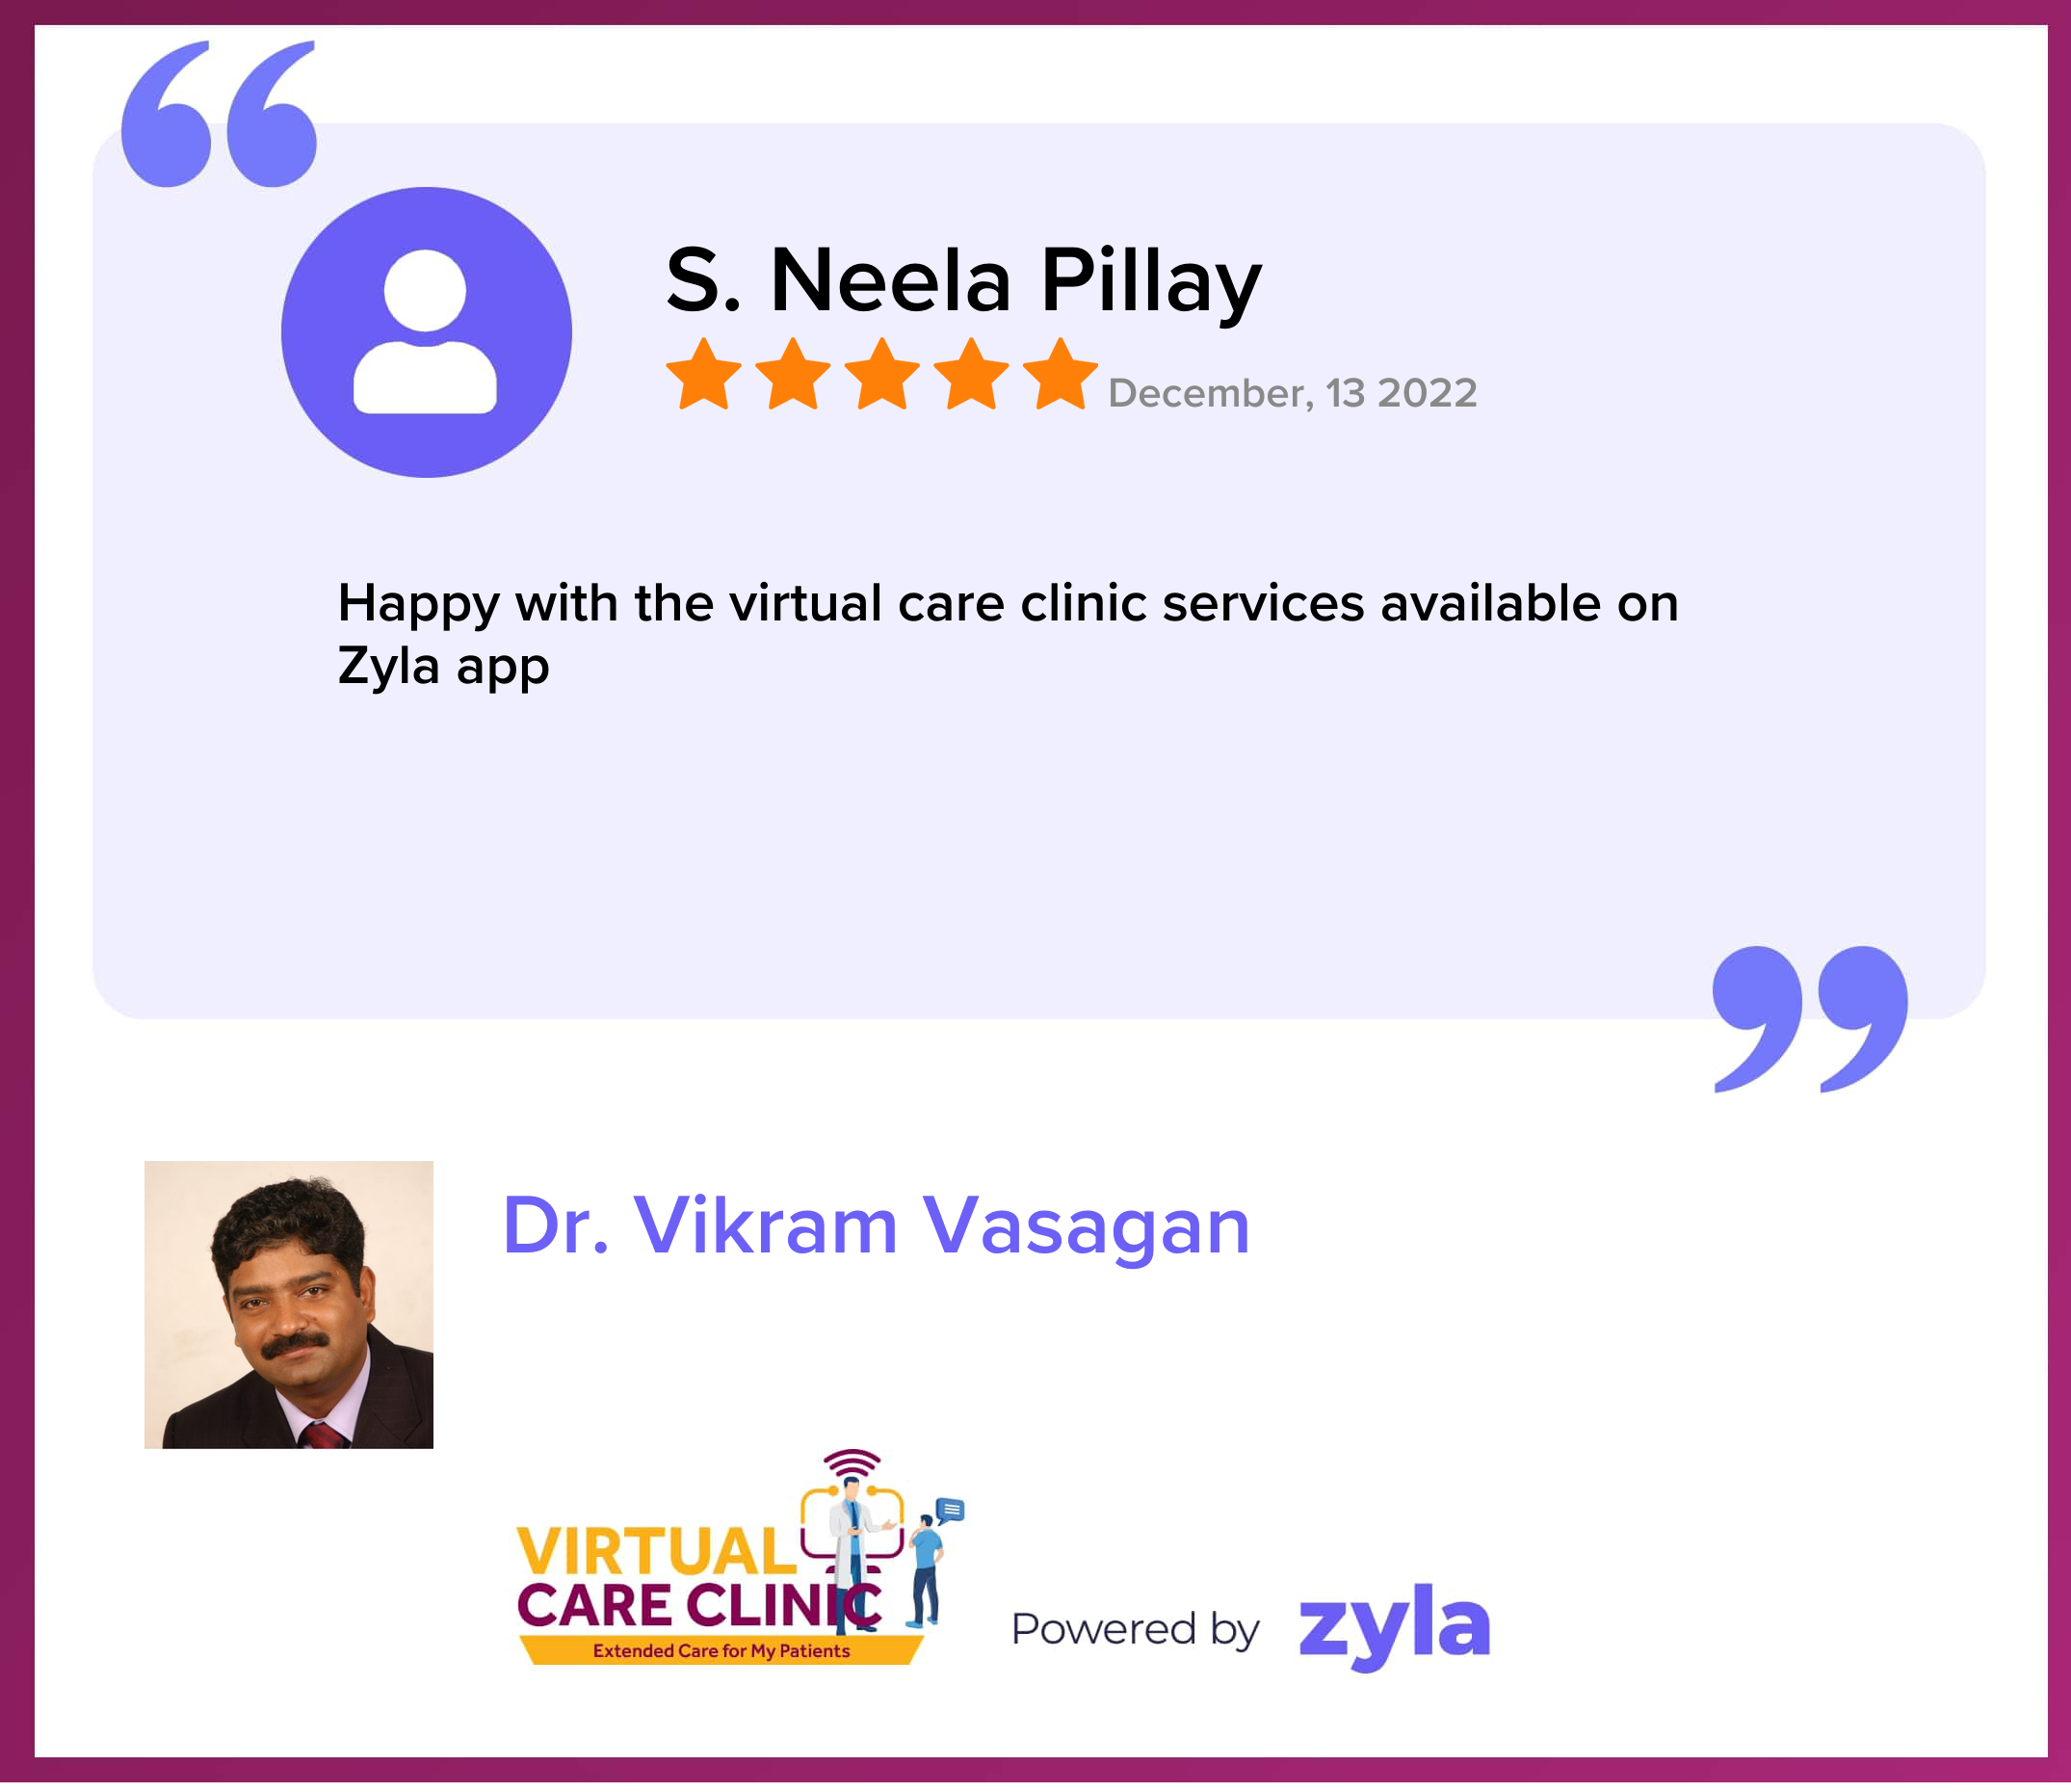 S. Neela Pillay
December, 13 2022
Happy with the virtual care clinic services available on
Zyla app
Dr. Vikram Vasagan
VIRTUAL
CARE CLINIC
Extended Care for My Patients
Powered by zyla